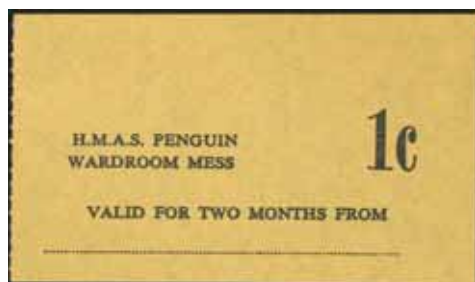 H.M.A.S. PENGUIN
WARDROOM MESS
1c
VALID FOR TWO MONTHS FROM